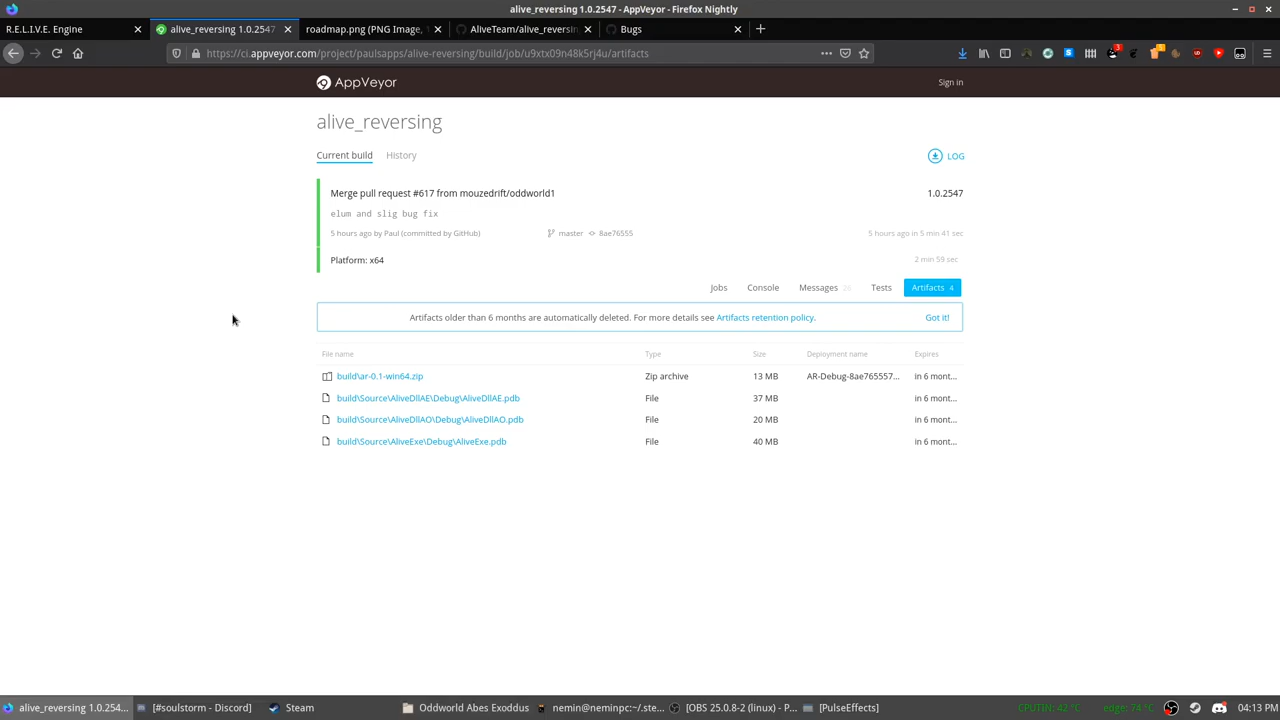 alive_reversing 1.0.2547 - AppVeyor - Firefox Nightly
R.E.L.I.V.E. Engine
alive_reversing 1.0.2547
roadmap.png (PNG Image,
AliveTeam/alive_reversin
Bugs
https://ci.appveyor.com/project/paulsapps/alive-reversing/build/job/u9xtx09n48k5rj4u/artifacts
AppVeyor
Sign in
alive_reversing
Current build History
LOG
Merge pull request #617 from mouzedrift/oddworld1
1.0.2547
elum and slig bug fix
5 hours ago by Paul (committed by GitHub)
master 8ae76555
5 hours ago in 5 min 41 sec
Platform: x64
2 min 59 sec
Jobs Console Messages 20 Tests Artifacts 4
Artifacts older than 6 months are automatically deleted. For more details see Artifacts retention policy.
Got it!
File name Type Size Deployment name Expires
build\ar-0.1-win64.zip Zip archive 13 MB AR-Debug-8ae765557... in 6 mont...
build\Source\AliveDllAE\Debug\AliveDllAE.pdb File 37 MB in 6 mont...
build\Source\AliveDllAO\Debug\AliveDllAO.pdb File 20 MB in 6 mont...
build\Source\AliveExe\Debug\AliveExe.pdb File 40 MB in 6 mont...
alive_reversing 1.0.254...
[#soulstorm - Discord]
Steam
Oddworld Abes Exoddus
nemin@neminpc:~/.ste...
[OBS 25.0.8-2 (linux) - P...
[PulseEffects]
CPUTIN: 42 °C
edge: 74 °C
04:13 PM